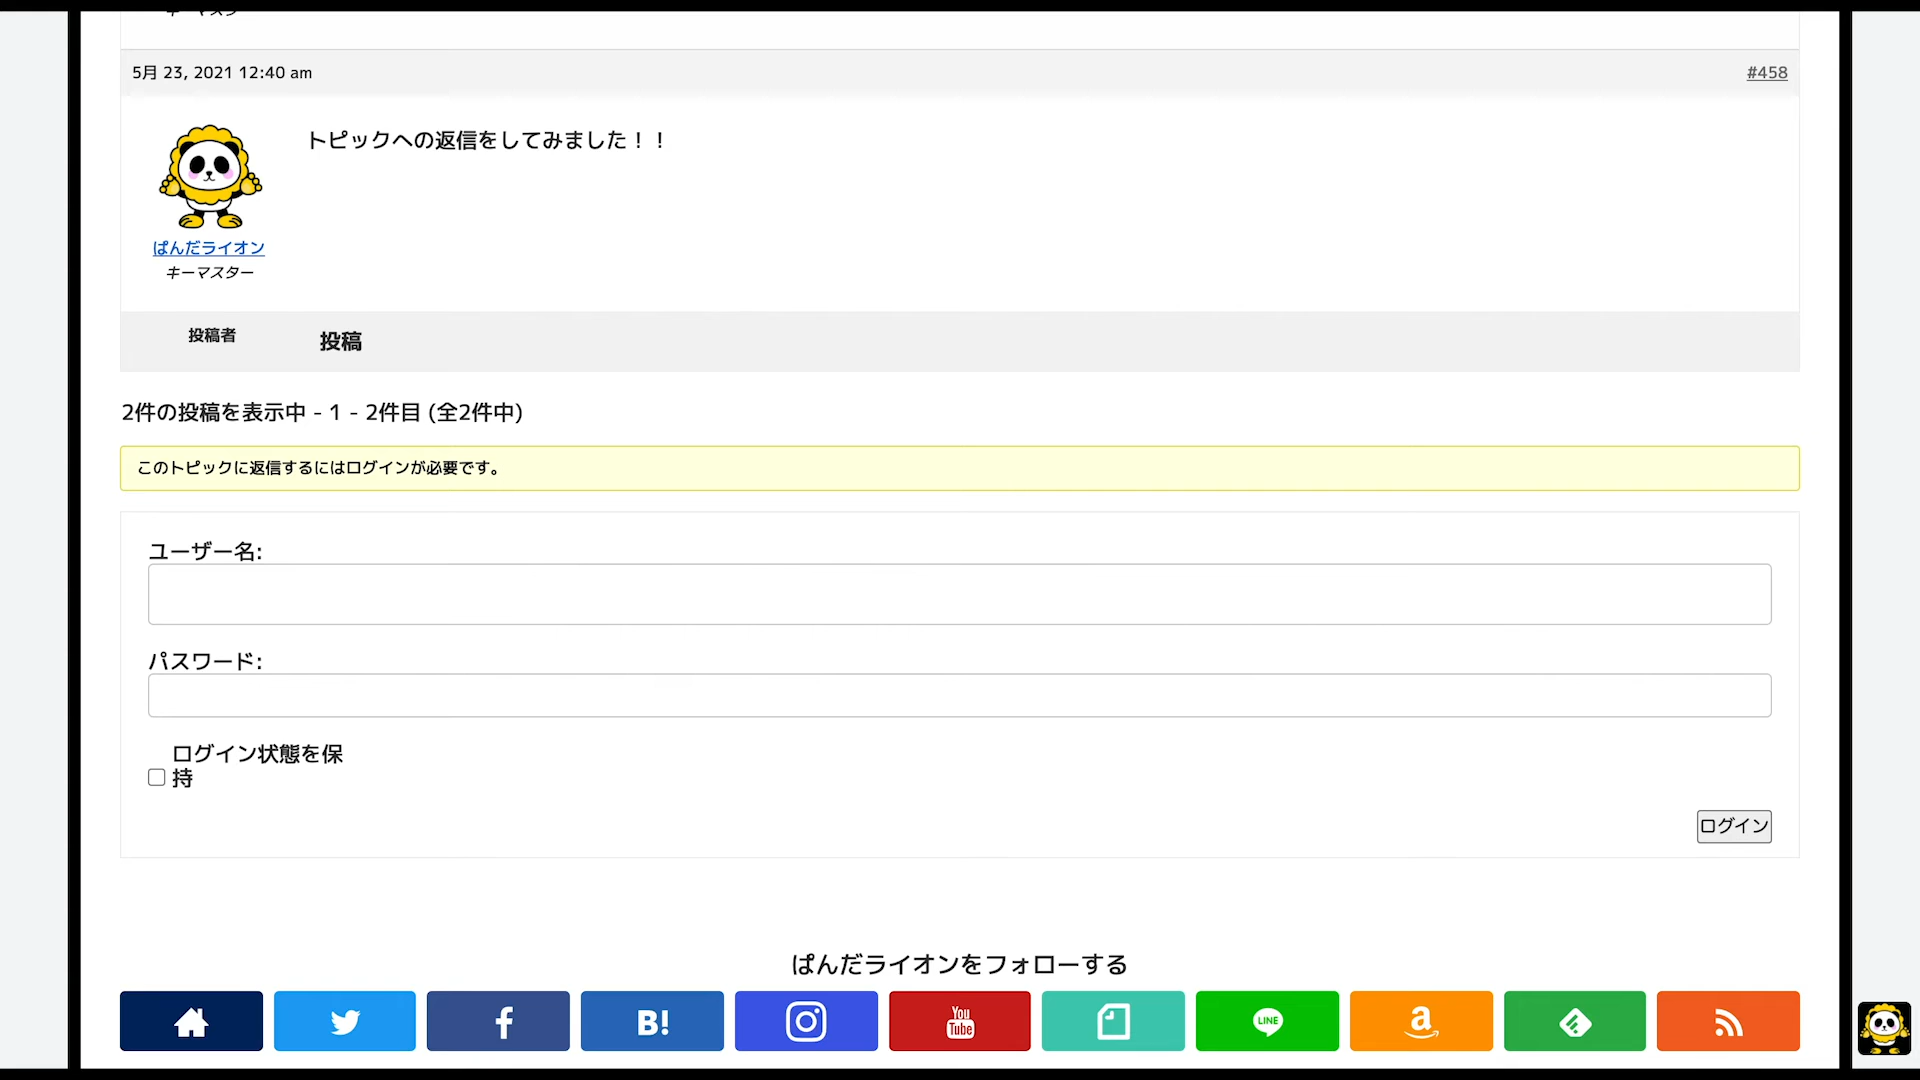 5月 23, 2021 12:40 am
#458
トピックへの返信をしてみました！！
ぱんだライオン
キーマスター
投稿者
投稿
2件の投稿を表示中 - 1 - 2件目 (全2件中)
このトピックに返信するにはログインが必要です。
ユーザー名:
パスワード:
ログイン状態を保
持
ログイン
ぱんだライオンをフォローする
B!
You
Tube
LINE
a